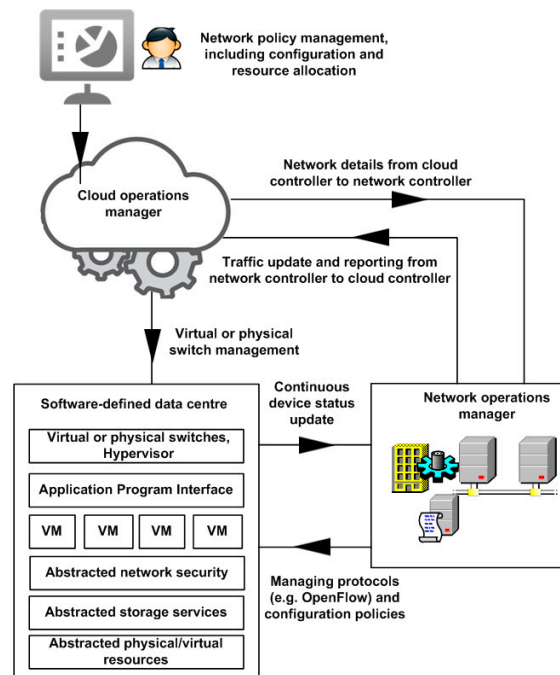 Network policy management,
including configuration and
resource allocation
Cloud operations
manager
Network details from cloud
controller to network controller
Traffic update and reporting from
network controller to cloud controller
Virtual or physical
switch management
Software-defined data centre
Virtual or physical switches,
Hypervisor
Application Program Interface
VM VM VM VM
Abstracted network security
Abstracted storage services
Abstracted physical/virtual
resources
Continuous
device status
update
Network operations
manager
Managing protocols
(e.g. OpenFlow) and
configuration policies